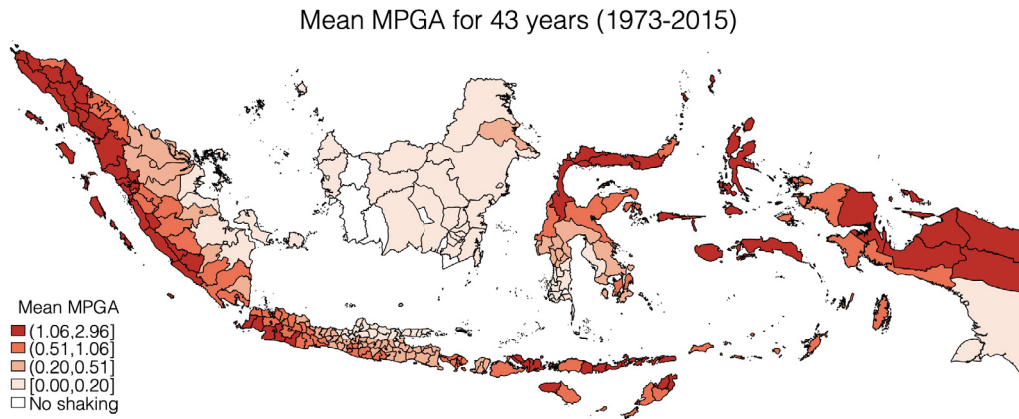 Mean MPGA for 43 years (1973-2015)
Mean MPGA
(1.06,2.96]
(0.51,1.06]
(0.20,0.51]
[0.00,0.20]
No shaking